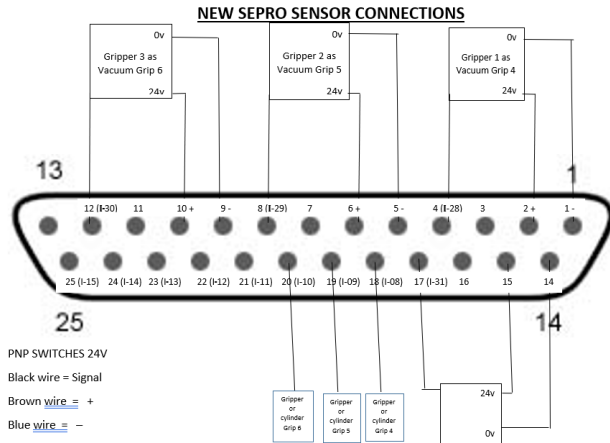 NEW SEPRO SENSOR CONNECTIONS
0v
Gripper 3 as
Vacuum Grip 6
24v
0v
Gripper 2 as
Vacuum Grip 5
24v
0v
Gripper 1 as
Vacuum Grip 4
24v
13
1
12 (I-30) 11 10 + 9 - 8 (I-29) 7 6 + 5 - 4 (I-28) 3 2 + 1 -
25 (I-15) 24 (I-14) 23 (I-13) 22 (I-12) 21 (I-11) 20 (I-10) 19 (I-09) 18 (I-08) 17 (I-31) 16 15 14
25
14
PNP SWITCHES 24V
Black wire = Signal
Brown wire = +
Blue wire = −
Gripper
or
cylinder
Grip 6
Gripper
or
cylinder
Grip 5
Gripper
or
cylinder
Grip 4
24v
0v